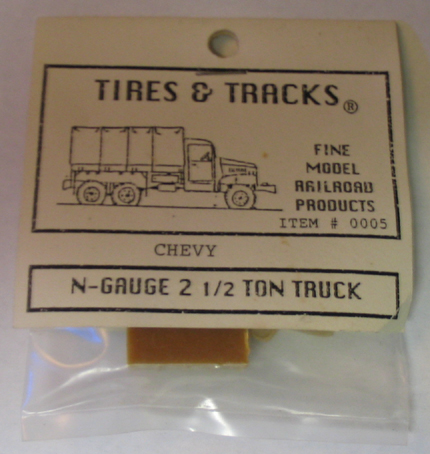 TIRES & TRACKS®
FINE
MODEL
RAILROAD
PRODUCTS
ITEM # 0005
CHEVY
N-GAUGE 2 1/2 TON TRUCK